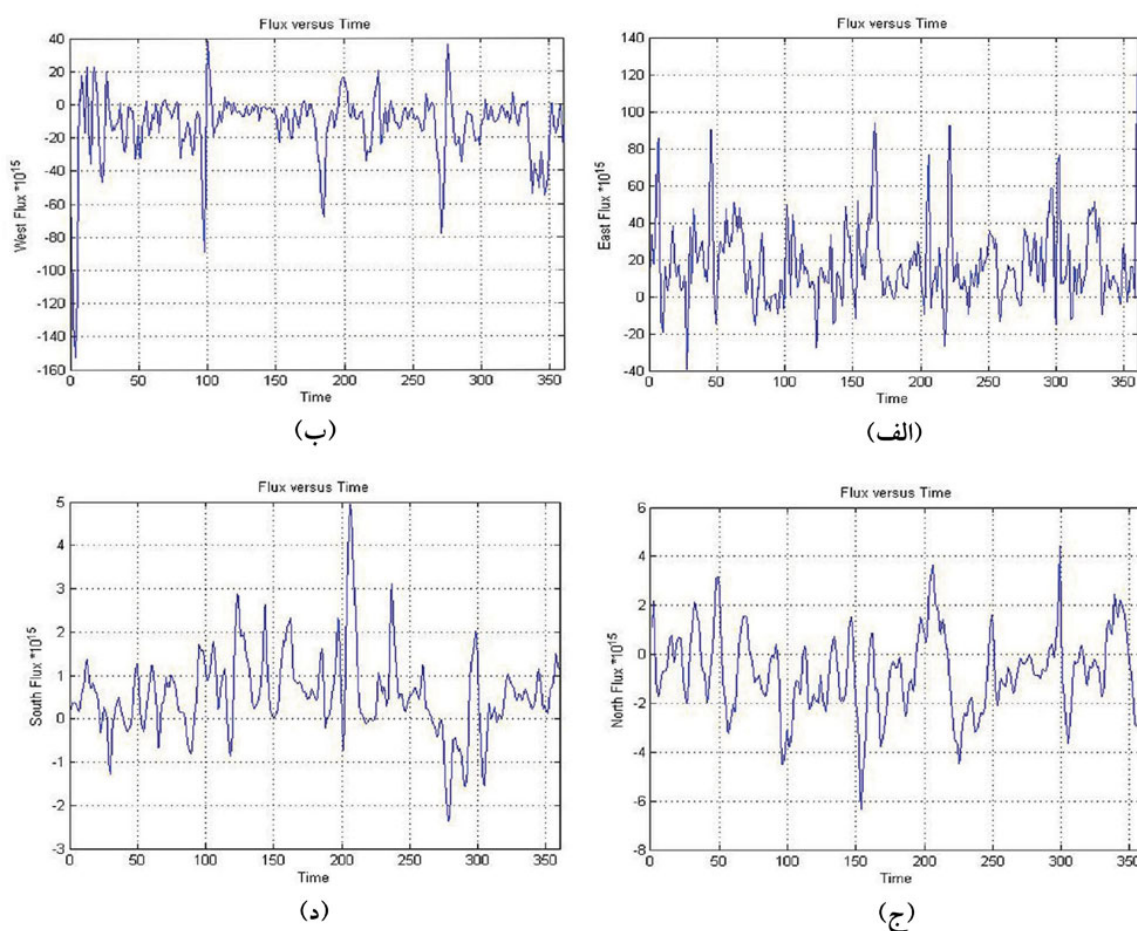 Flux versus Time
West Flux *10^15
40
20
0
-20
-40
-60
-80
-100
-120
-140
-160
0 50 100 150 200 250 300 350
Time
(ب)
Flux versus Time
East Flux *10^15
140
120
100
80
60
40
20
0
-20
-40
0 50 100 150 200 250 300 350
Time
(الف)
Flux versus Time
South Flux *10^15
5
4
3
2
1
0
-1
-2
-3
0 50 100 150 200 250 300 350
Time
(د)
Flux versus Time
North Flux *10^15
6
4
2
0
-2
-4
-6
-8
0 50 100 150 200 250 300 350
Time
(ج)